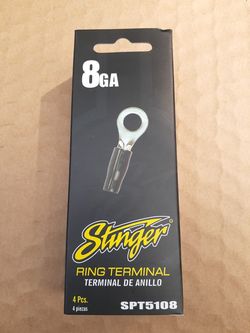 8GA
Stinger
RING TERMINAL
TERMINAL DE ANILLO
4 Pcs.
4 piezas
SPT5108